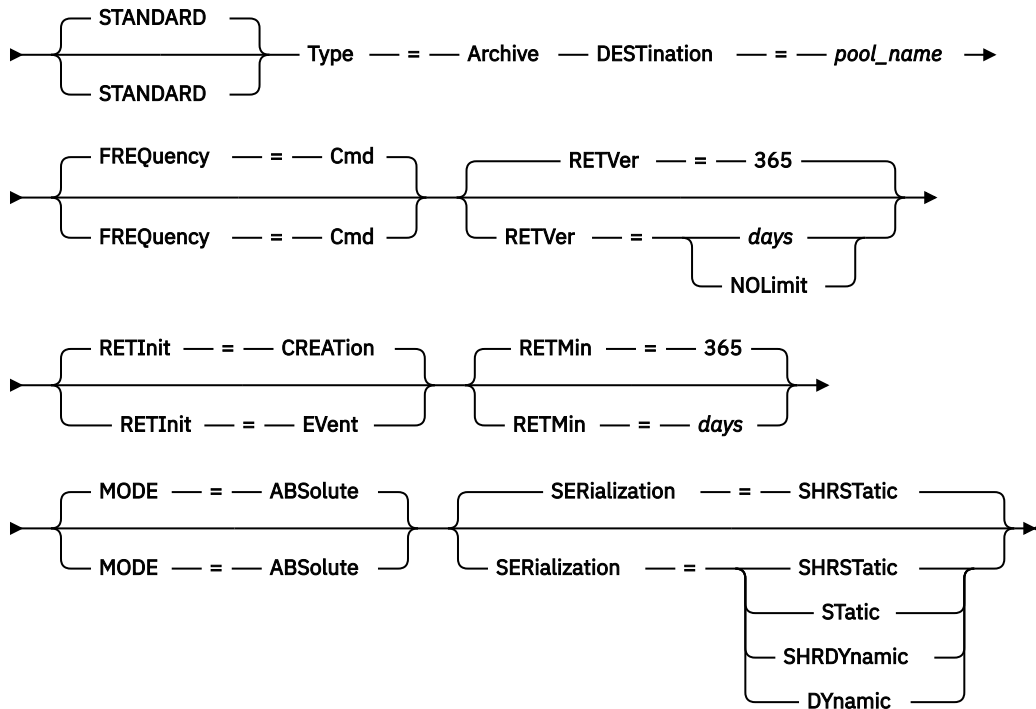 STANDARD
STANDARD
Type = Archive DESTination = pool_name
FREQuency = Cmd
RETVer = 365
FREQuency = Cmd
RETVer = days
NOLimit
RETInit = CREATion
RETMin = 365
RETInit = EVent
RETMin = days
MODE = ABSolute
SERialization = SHRSTatic
MODE = ABSolute
SERialization = SHRSTatic
STatic
SHRDYnamic
DYnamic